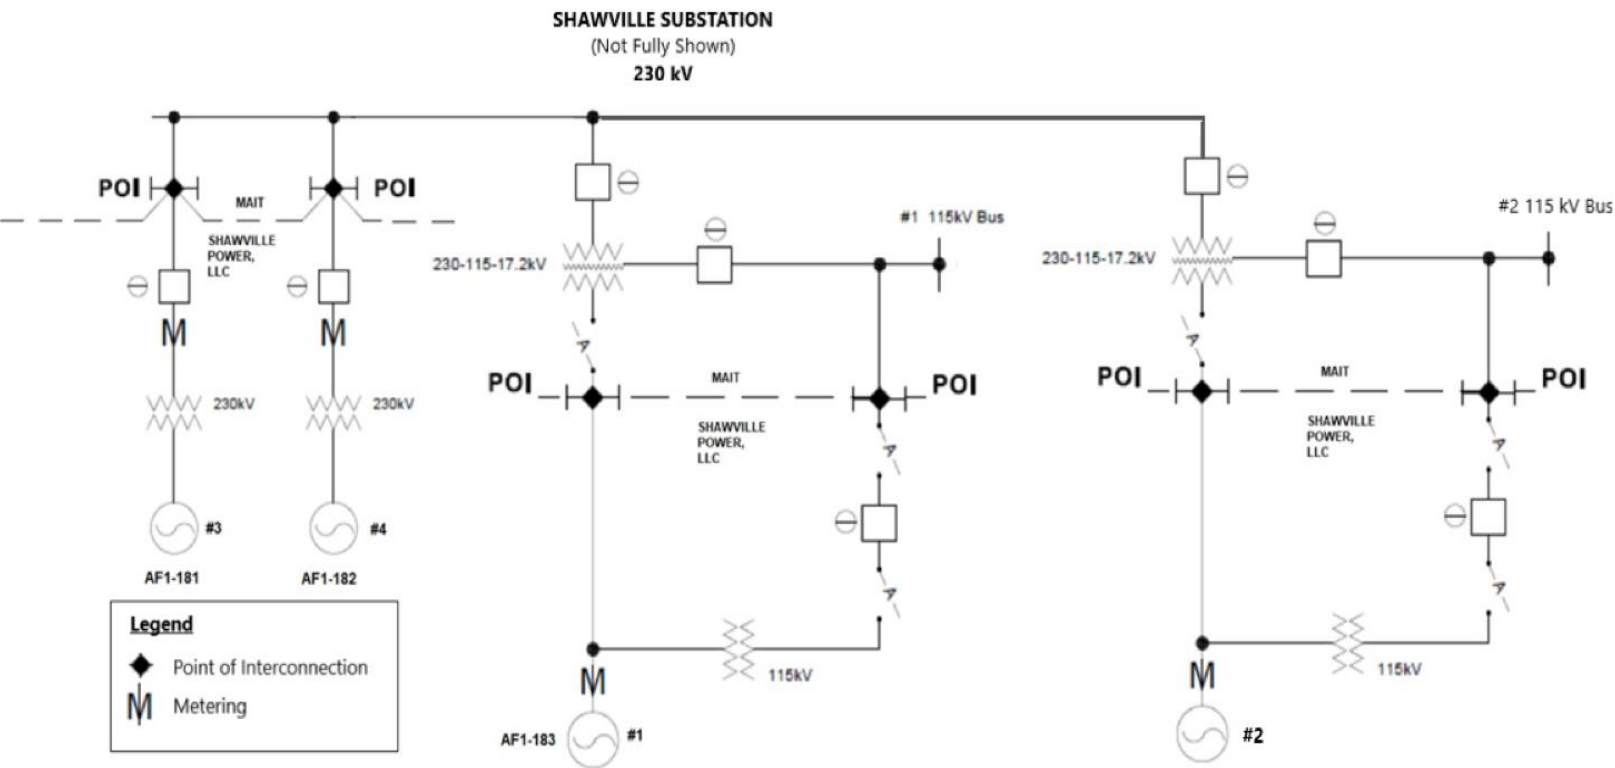 SHAWVILLE SUBSTATION
(Not Fully Shown)
230 kV
POI
POI
MAIT
SHAWVILLE
POWER,
LLC
M
M
230kV
230kV
#3
#4
AF1-181
AF1-182
Legend
Point of Interconnection
M Metering
230-115-17.2kV
#1 115kV Bus
A
POI
MAIT
POI
SHAWVILLE
POWER,
LLC
A
A
115kV
M
AF1-183
#1
230-115-17.2kV
#2 115 kV Bus
A
POI
MAIT
POI
SHAWVILLE
POWER,
LLC
A
A
115kV
M
#2